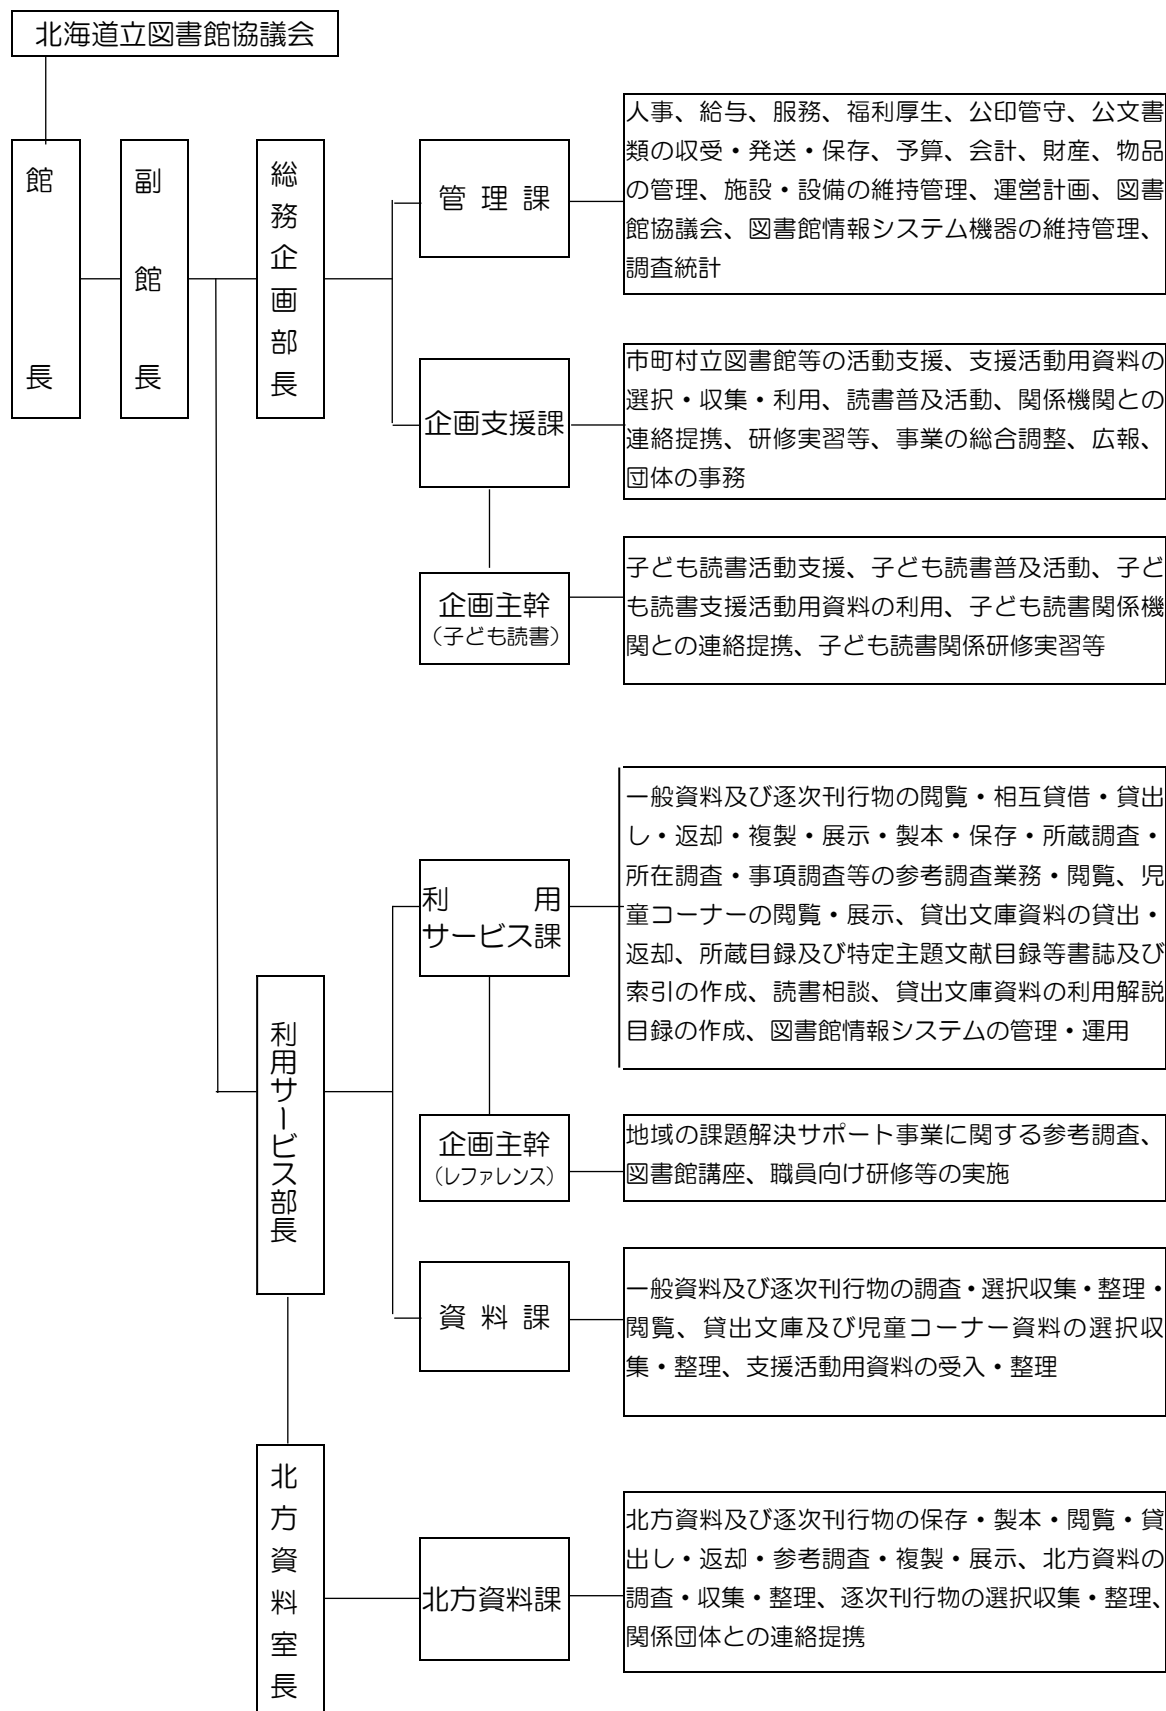 北海道立図書館協議会
館長
副館長
総務企画部長
管理課
人事、給与、服務、福利厚生、公印管守、公文書
類の収受・発送・保存、予算、会計、財産、物品
の管理、施設・設備の維持管理、運営計画、図書
館協議会、図書館情報システム機器の維持管理、
調査統計
企画支援課
市町村立図書館等の活動支援、支援活動用資料の
選択・収集・利用、読書普及活動、関係機関との
連絡提携、研修実習等、事業の総合調整、広報、
団体の事務
企画主幹
（子ども読書）
子ども読書活動支援、子ども読書普及活動、子ど
も読書支援活動用資料の利用、子ども読書関係機
関との連絡提携、子ども読書関係研修実習等
利用サービス部長
利用
サービス課
一般資料及び逐次刊行物の閲覧・相互貸借・貸出
し・返却・複製・展示・製本・保存・所蔵調査・
所在調査・事項調査等の参考調査業務・閲覧、児
童コーナーの閲覧・展示、貸出文庫資料の貸出・
返却、所蔵目録及び特定主題文献目録等書誌及び
索引の作成、読書相談、貸出文庫資料の利用解説
目録の作成、図書館情報システムの管理・運用
企画主幹
（レファレンス）
地域の課題解決サポート事業に関する参考調査、
図書館講座、職員向け研修等の実施
資料課
一般資料及び逐次刊行物の調査・選択収集・整理・
閲覧、貸出文庫及び児童コーナー資料の選択収
集・整理、支援活動用資料の受入・整理
北方資料室長
北方資料課
北方資料及び逐次刊行物の保存・製本・閲覧・貸
出し・返却・参考調査・複製・展示、北方資料の
調査・収集・整理、逐次刊行物の選択収集・整理、
関係団体との連絡提携